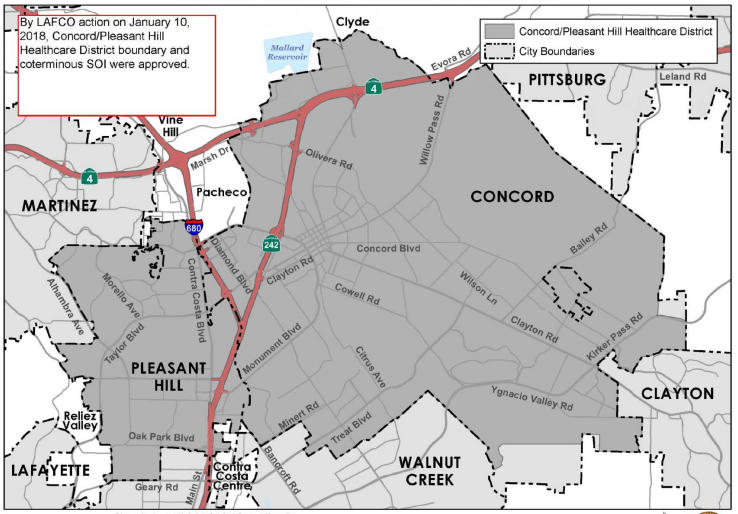 By LAFCO action on January 10,
2018, Concord/Pleasant Hill
Healthcare District boundary and
coterminous SOI were approved.
Concord/Pleasant Hill Healthcare District
City Boundaries
Clyde
Mallard
Reservoir
Evora Rd
4
PITTSBURG
Leland Rd
Vine
Hill
Marsh Dr
Olivera Rd
Willow Pass Rd
4
MARTINEZ
Pacheco
CONCORD
680
242
Bailey Rd
Diamond Blvd
Concord Blvd
Clayton Rd
Contra Costa Blvd
Alhambra Ave
Morello Ave
Cowell Rd
Wilson Ln
Clayton Rd
Kirker Pass Rd
Taylor Blvd
Monument Blvd
Citrus Ave
PLEASANT
HILL
CLAYTON
Ygnacio Valley Rd
Reliez
Valley
Minert Rd
Treat Blvd
Oak Park Blvd
LAFAYETTE
Geary Rd
Main St
Contra
Costa
Centre
Bancroft Rd
WALNUT
CREEK